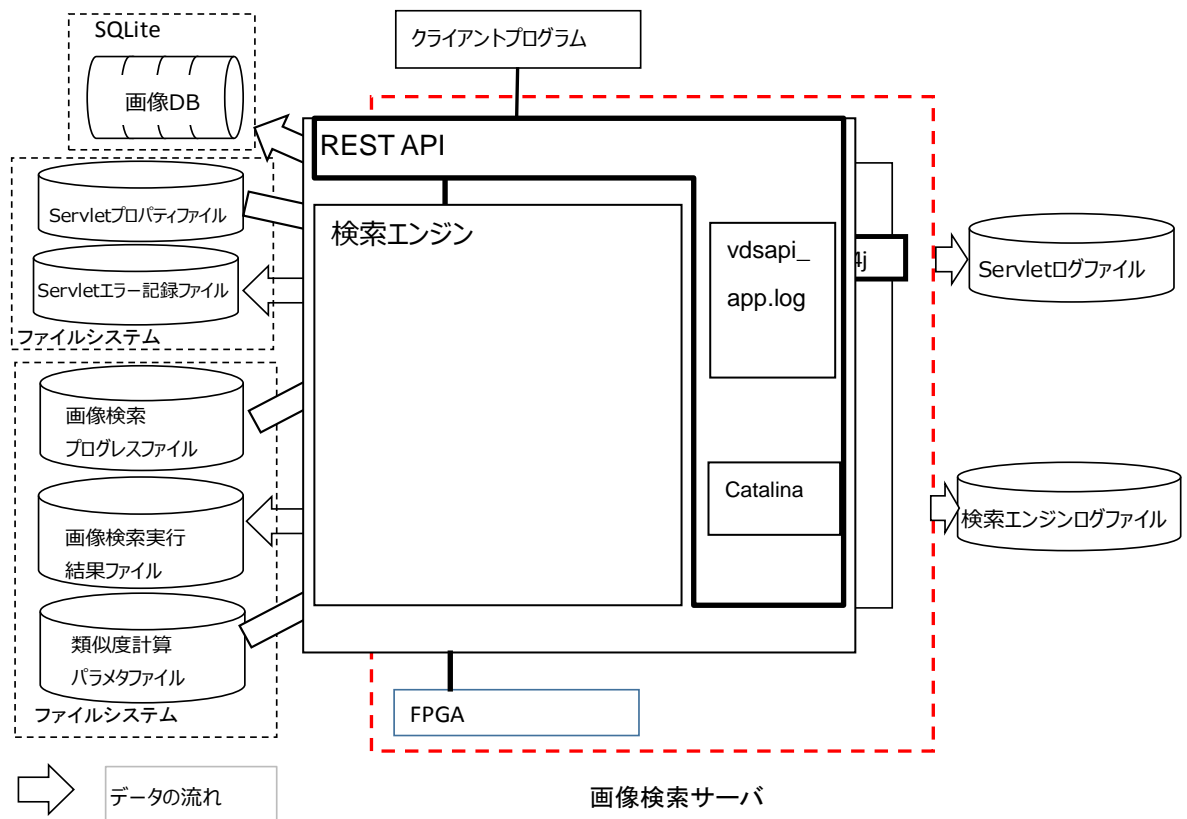 SQLite
画像DB
クライアントプログラム
REST API
検索エンジン
Servletプロパティファイル
Servletエラー記録ファイル
ファイルシステム
vdsapi_
app.log
4j
Servletログファイル
画像検索
プログレスファイル
画像検索実行
結果ファイル
Catalina
検索エンジンログファイル
類似度計算
パラメタファイル
ファイルシステム
FPGA
データの流れ
画像検索サーバ